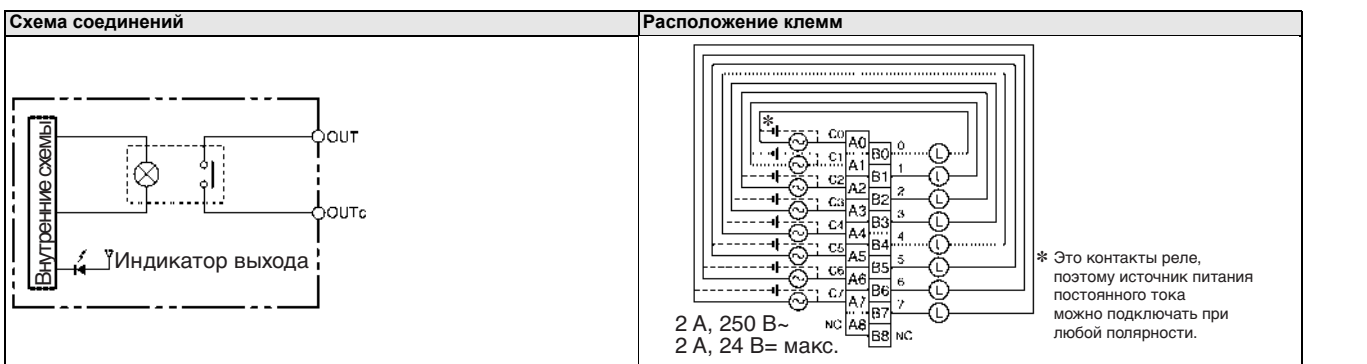 Схема соединений
Расположение клемм
Внутренние схемы
OUT
OUTc
Индикатор выхода
*
C0 A0 B0 0 L
C1 A1 B1 1 L
C2 A2 B2 2 L
C3 A3 B3 3 L
C4 A4 B4 4 L
C5 A5 B5 5 L
C6 A6 B6 6 L
C7 A7 B7 7 L
NC A8 B8 NC
2 А, 250 В~
2 А, 24 В= макс.
* Это контакты реле,
поэтому источник питания
постоянного тока
можно подключать при
любой полярности.